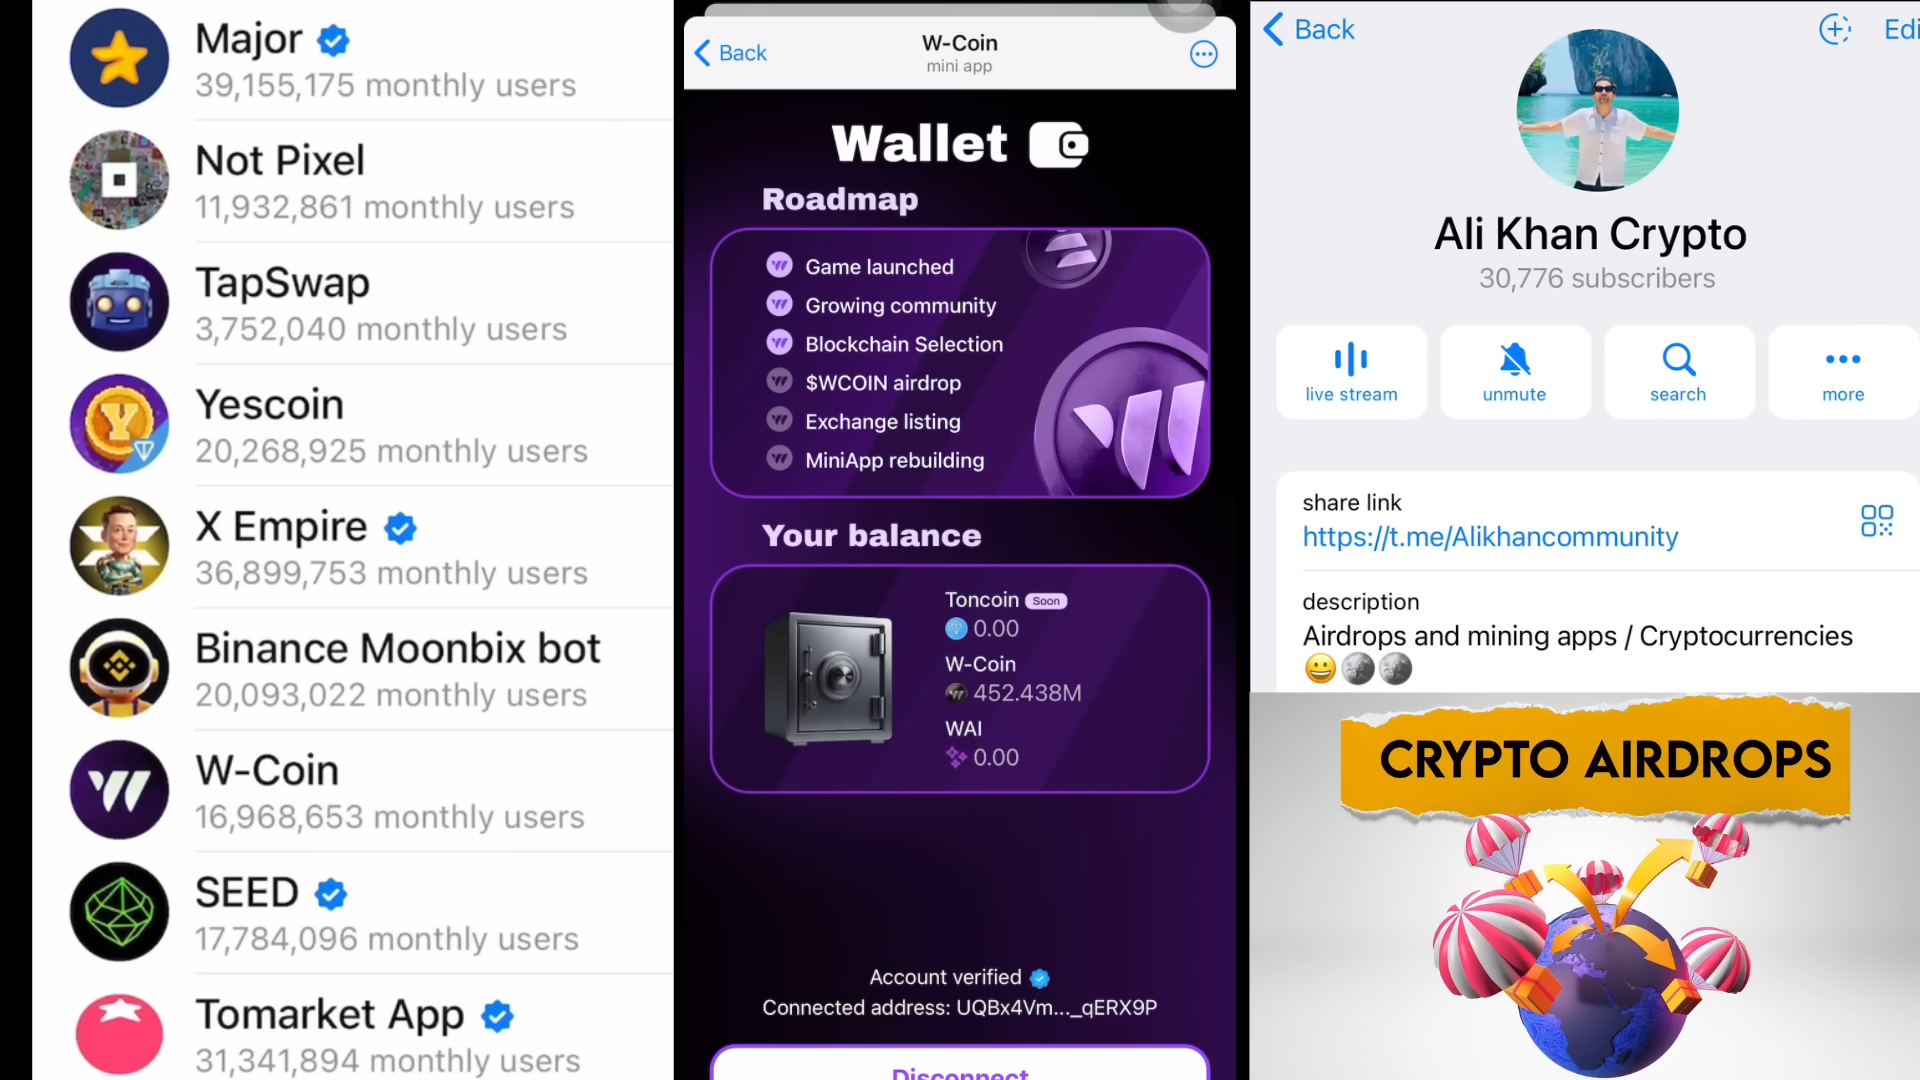 Major
39,155,175 monthly users
Not Pixel
11,932,861 monthly users
TapSwap
3,752,040 monthly users
Yescoin
20,268,925 monthly users
X Empire
36,899,753 monthly users
Binance Moonbix bot
20,093,022 monthly users
W-Coin
16,968,653 monthly users
SEED
17,784,096 monthly users
Tomarket App
31,341,894 monthly users
Back
W-Coin
mini app
Wallet
Roadmap
Game launched
Growing community
Blockchain Selection
$WCOIN airdrop
Exchange listing
MiniApp rebuilding
Your balance
Toncoin Soon
0.00
W-Coin
452.438M
WAI
0.00
Account verified
Connected address: UQBx4Vm..._qERX9P
Disconnect
Back
Edi
Ali Khan Crypto
30,776 subscribers
live stream
unmute
search
more
share link
https://t.me/Alikhancommunity
description
Airdrops and mining apps / Cryptocurrencies
😀🌚🌚
CRYPTO AIRDROPS